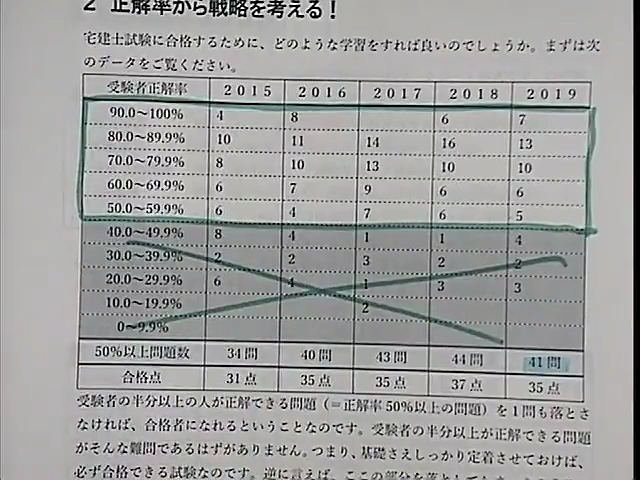 2 正解率から戦略を考える！
宅建士試験に合格するために、どのような学習をすれば良いのでしょうか。まずは次
のデータをご覧ください。
受験者正解率 2015 2016 2017 2018 2019
90.0～100% 4 8 6 7
80.0～89.9% 10 11 14 16 13
70.0～79.9% 8 10 13 10 10
60.0～69.9% 6 7 9 6 6
50.0～59.9% 6 4 7 6 5
40.0～49.9% 8 4 1 1 4
30.0～39.9% 2 2 3 2 2
20.0～29.9% 6 4 1 3 3
10.0～19.9% 2
0～9.9%
50%以上問題数 34問 40問 43問 44問 41問
合格点 31点 35点 35点 37点 35点
受験者の半分以上の人が正解できる問題（＝正解率50%以上の問題）を1問も落とさ
なければ、合格者になれるということなのです。受験者の半分以上が正解できる問題
がそんな難問であるはずがありません。つまり、基礎さえしっかり定着させておけば、
必ず合格できる試験なのです。逆に言えば、ここの部分を落としてしま